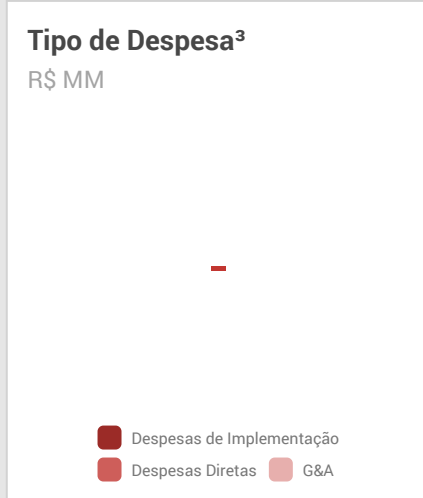 Tipo de Despesa³
R$ MM
-
Despesas de Implementação
Despesas Diretas G&A